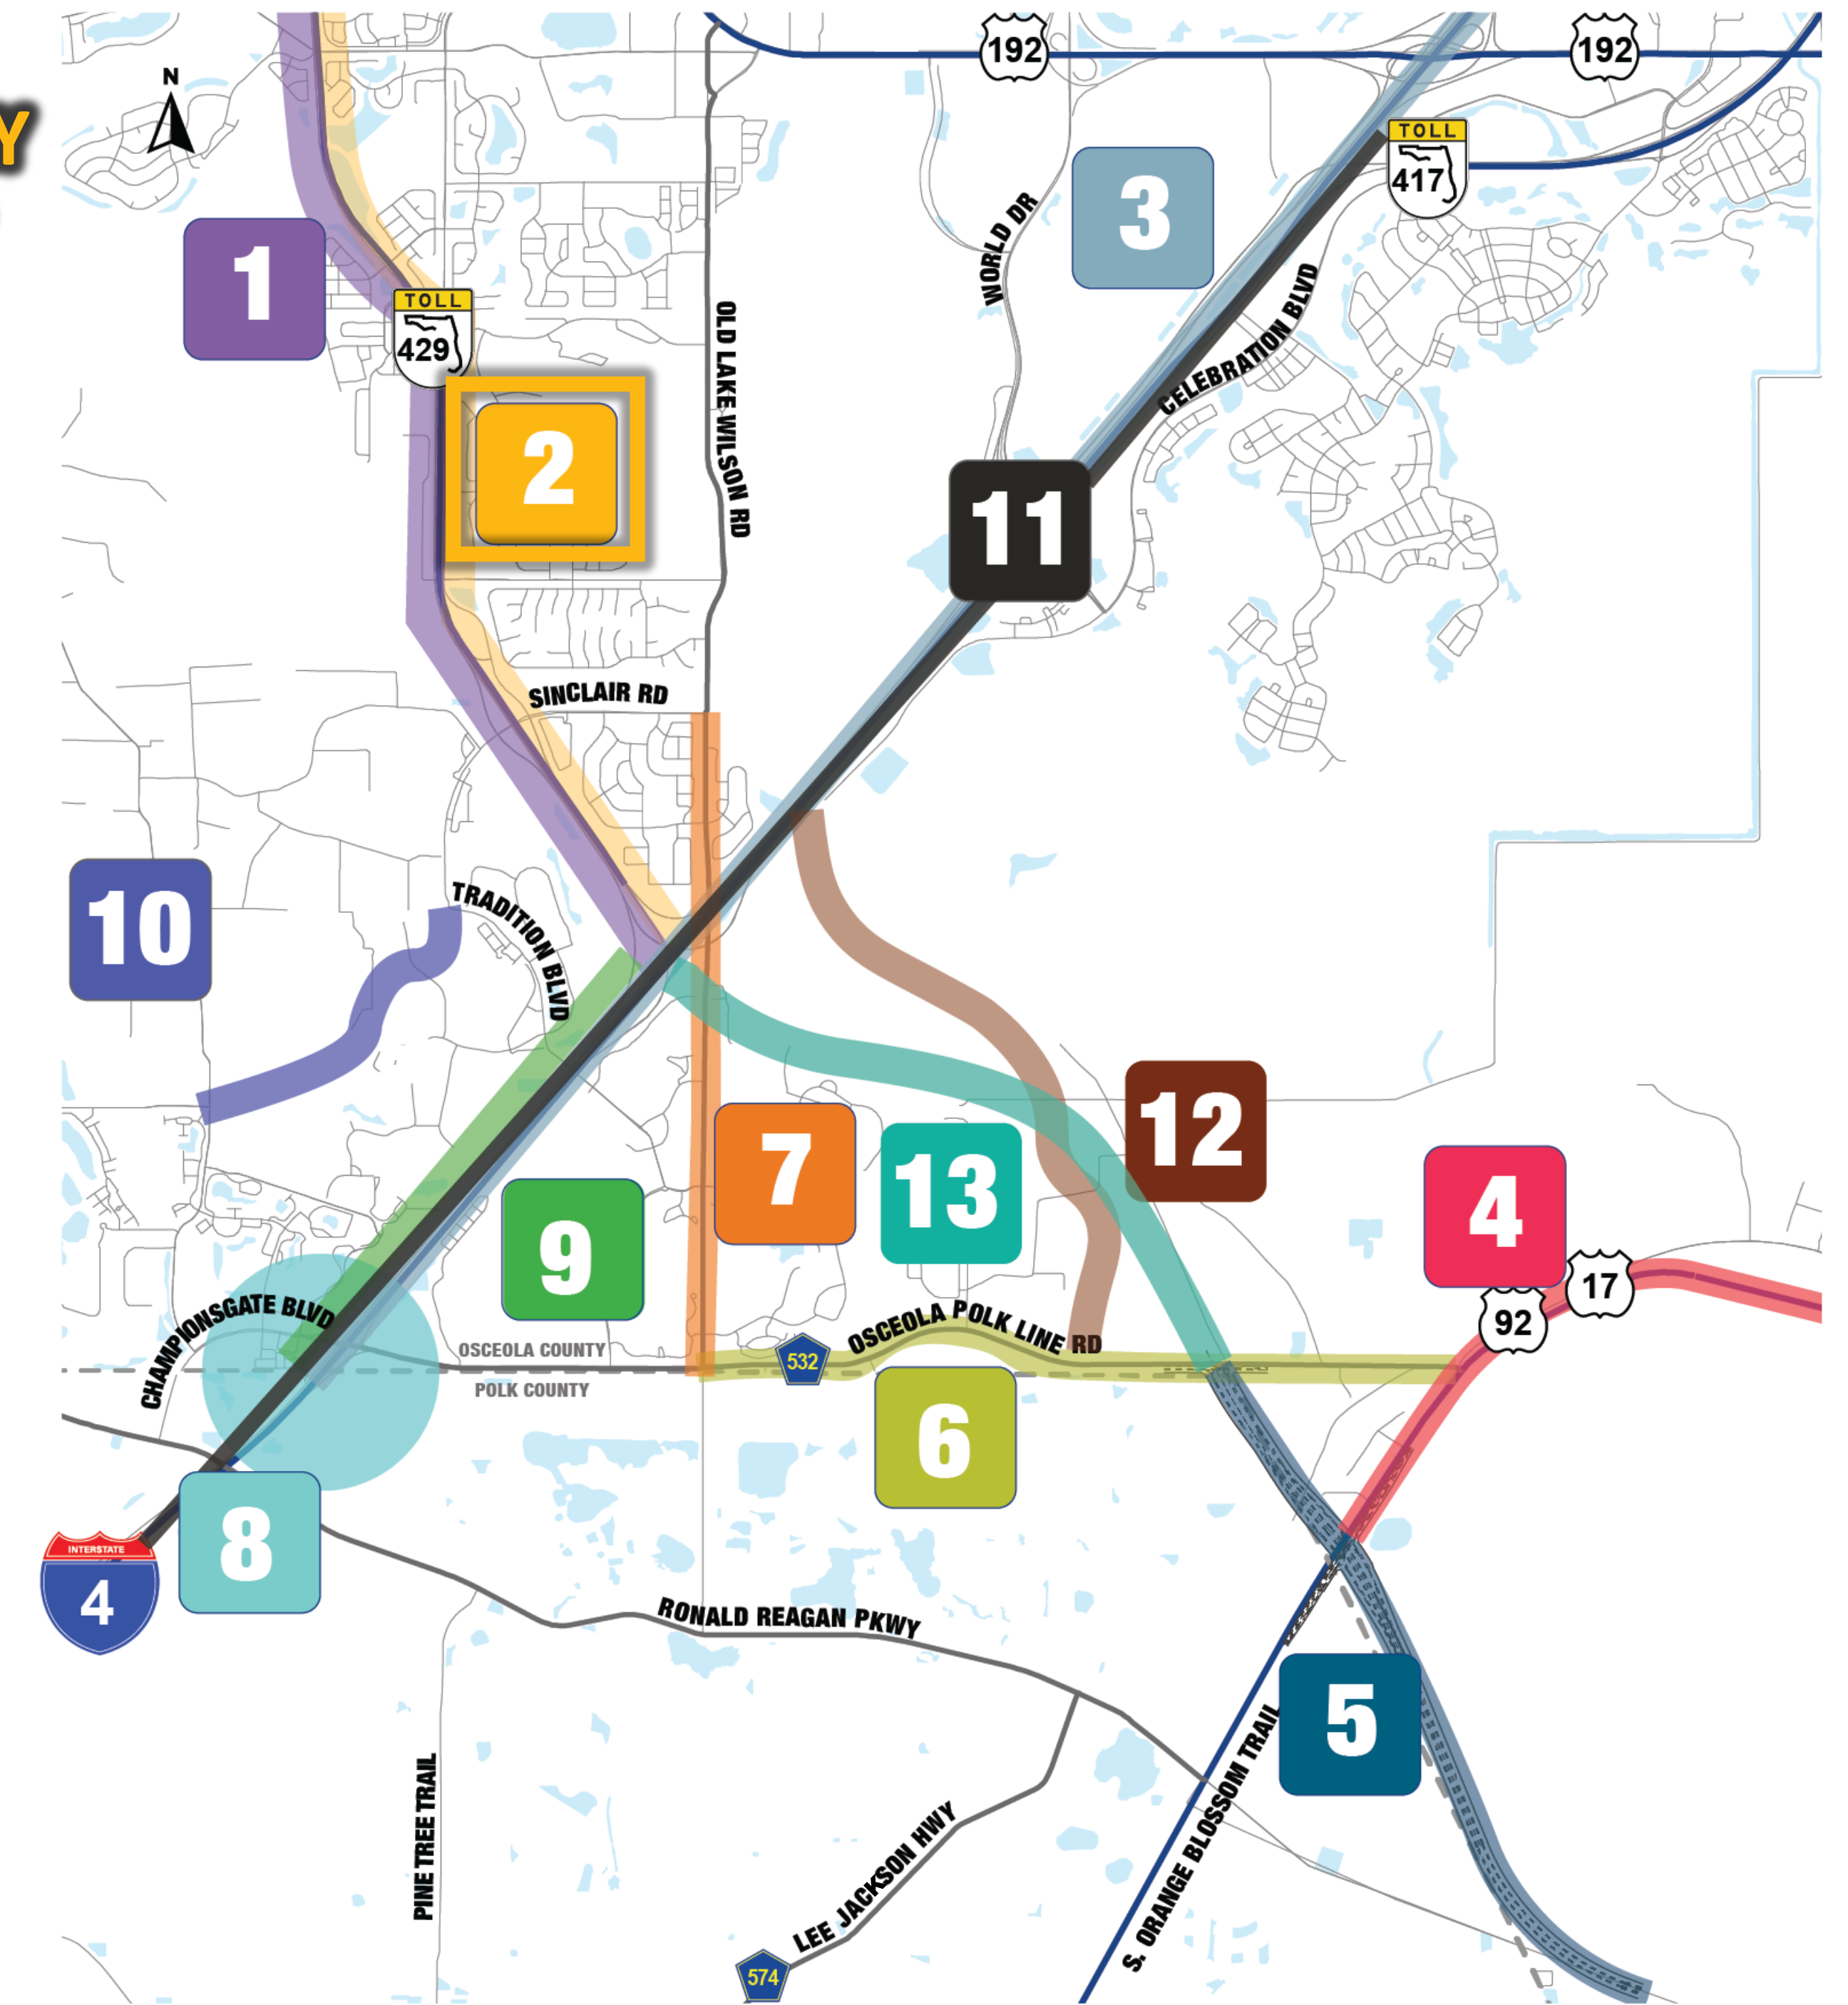 192
192
N
Y
TOLL
417
3
WORLD DR
1
CELEBRATION BLVD
TOLL
429
OLD LAKE WILSON RD
2
11
SINCLAIR RD
10
TRADITION BLVD
12
7
13
4
9
17
92
CHAMPIONSGATE BLVD
OSCEOLA COUNTY
532
OSCEOLA POLK LINE RD
POLK COUNTY
6
8
INTERSTATE
4
RONALD REAGAN PKWY
5
PINE TREE TRAIL
S. ORANGE BLOSSOM TRAIL
LEE JACKSON HWY
574